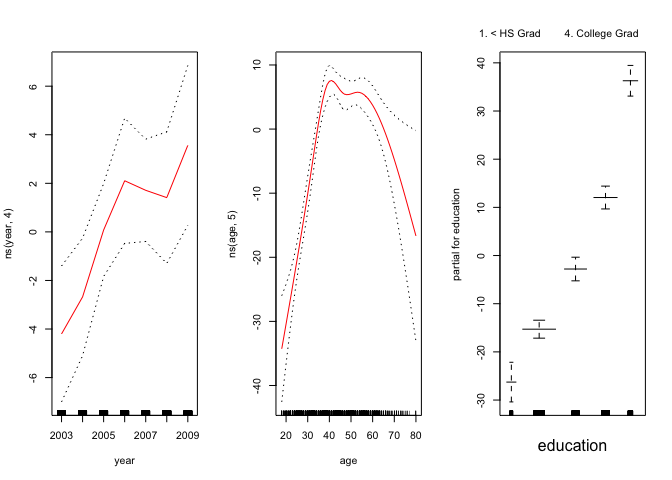 1. < HS Grad 4. College Grad
ns(year, 4)
6
4
2
0
-2
-4
-6
2003 2005 2007 2009
year
ns(age, 5)
10
0
-10
-20
-30
-40
20 30 40 50 60 70 80
age
partial for education
40
30
20
10
0
-10
-20
-30
education